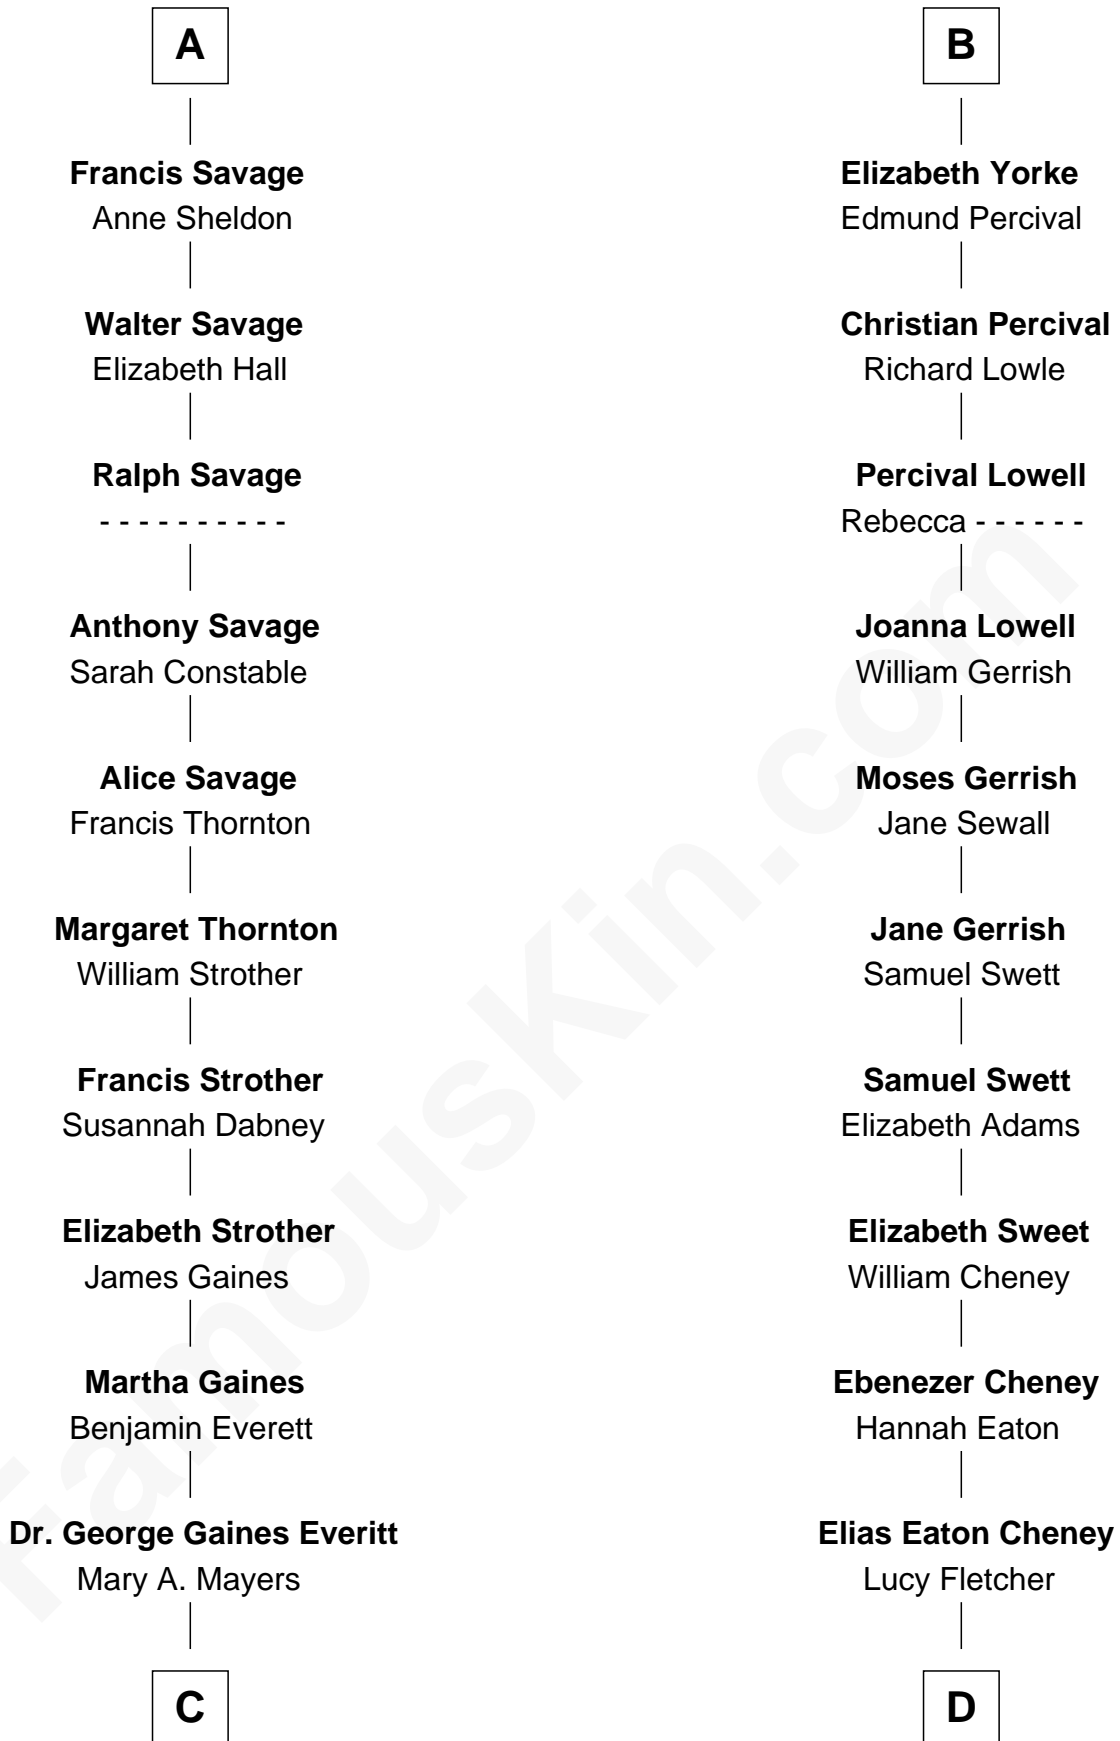 A
Francis Savage
Anne Sheldon
Walter Savage
Elizabeth Hall
Ralph Savage
- - - - - - - - - -
Anthony Savage
Sarah Constable
Alice Savage
Francis Thornton
Margaret Thornton
William Strother
Francis Strother
Susannah Dabney
Elizabeth Strother
James Gaines
Martha Gaines
Benjamin Everett
Dr. George Gaines Everitt
Mary A. Mayers
C
B
Elizabeth Yorke
Edmund Percival
Christian Percival
Richard Lowle
Percival Lowell
Rebecca - - - - - -
Joanna Lowell
William Gerrish
Moses Gerrish
Jane Sewall
Jane Gerrish
Samuel Swett
Samuel Swett
Elizabeth Adams
Elizabeth Sweet
William Cheney
Ebenezer Cheney
Hannah Eaton
Elias Eaton Cheney
Lucy Fletcher
D
FamousKin.com